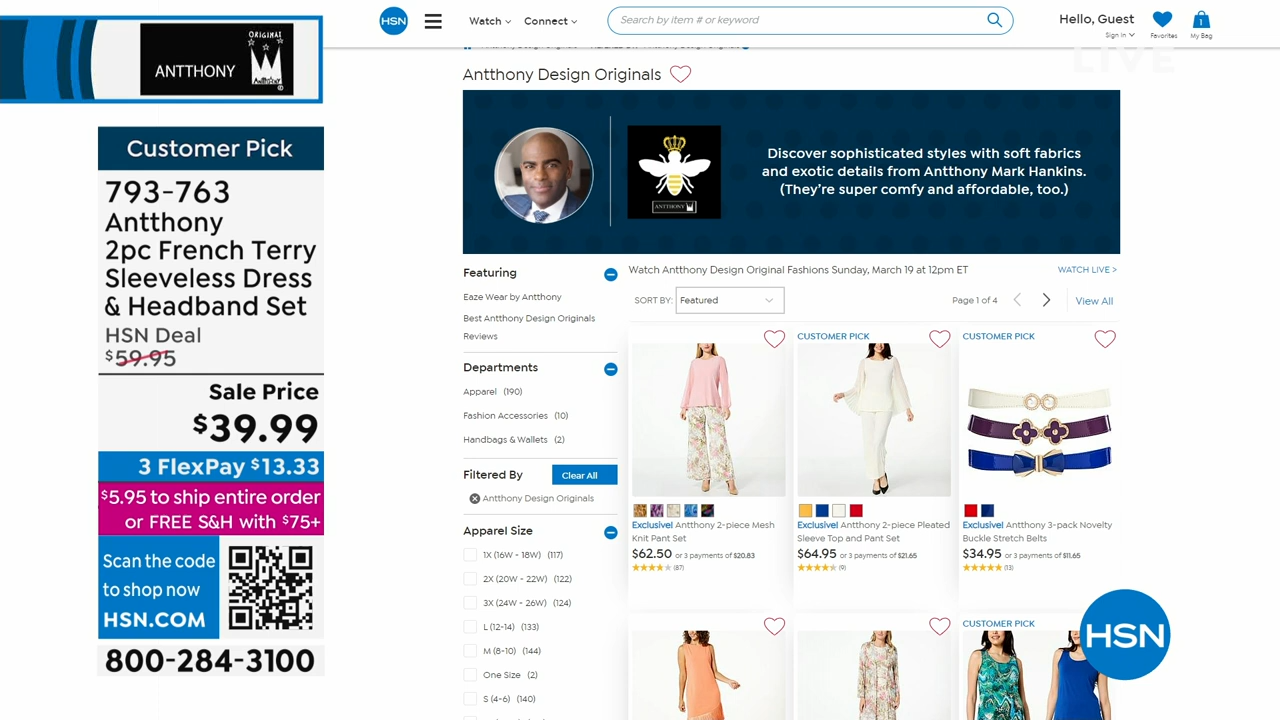 ANTTHONY
ORIGINAL
Customer Pick
793-763
Antthony
2pc French Terry
Sleeveless Dress
& Headband Set
HSN Deal
$59.95
Sale Price
$39.99
3 FlexPay $13.33
$5.95 to ship entire order
or FREE S&H with $75+
Scan the code
to shop now
HSN.COM
800-284-3100
HSN
Watch
Connect
Search by item # or keyword
Hello, Guest
Sign In
Favorites
1
My Bag
LIVE
Antthony Design Originals
ANTTHONY
Discover sophisticated styles with soft fabrics
and exotic details from Antthony Mark Hankins.
(They're super comfy and affordable, too.)
Featuring
Eaze Wear by Antthony
Best Antthony Design Originals
Reviews
Departments
Apparel (190)
Fashion Accessories (10)
Handbags & Wallets (2)
Filtered By
Clear All
Antthony Design Originals
Apparel Size
1X (16W - 18W) (117)
2X (20W - 22W) (122)
3X (24W - 26W) (124)
L (12-14) (133)
M (8-10) (144)
One Size (2)
S (4-6) (140)
Watch Antthony Design Original Fashions Sunday, March 19 at 12pm ET
WATCH LIVE >
SORT BY:
Featured
Page 1 of 4
View All
Exclusive! Antthony 2-piece Mesh
Knit Pant Set
$62.50 or 3 payments of $20.83
(87)
CUSTOMER PICK
Exclusive! Antthony 2-piece Pleated
Sleeve Top and Pant Set
$64.95 or 3 payments of $21.65
(9)
CUSTOMER PICK
Exclusive! Antthony 3-pack Novelty
Buckle Stretch Belts
$34.95 or 3 payments of $11.65
(13)
CUSTOMER PICK
HSN